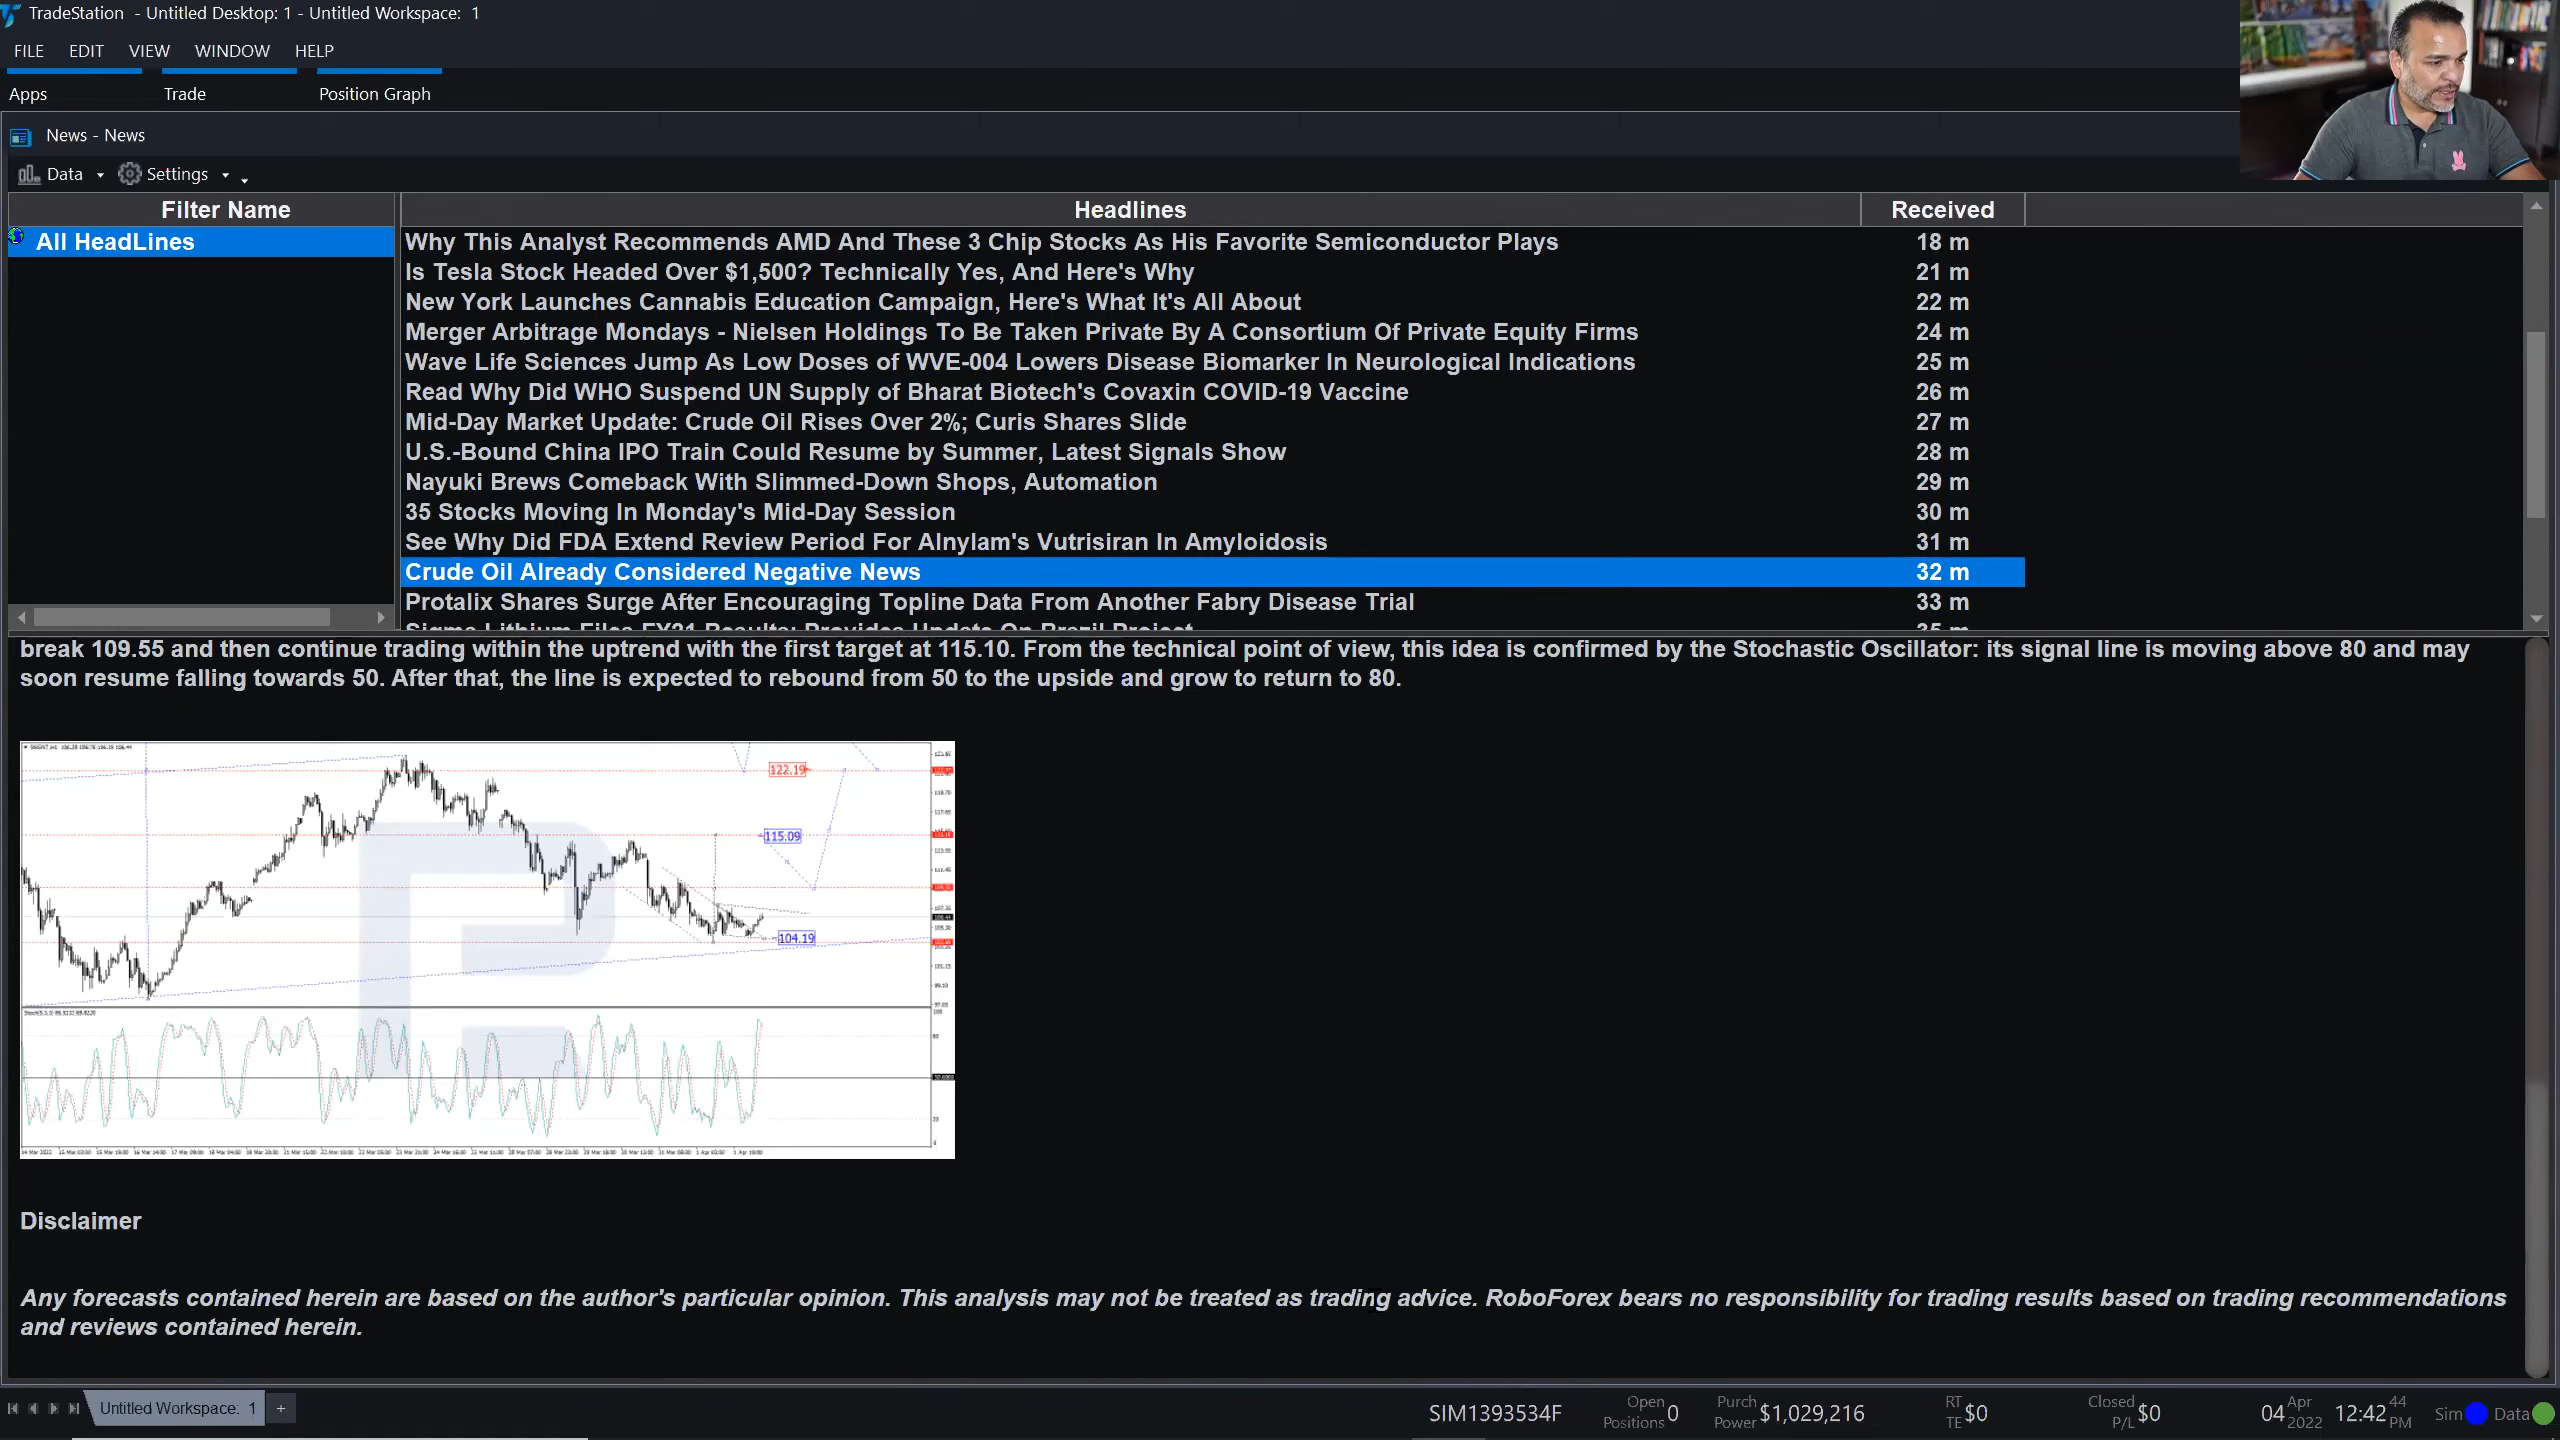 TradeStation - Untitled Desktop: 1 - Untitled Workspace: 1
FILE EDIT VIEW WINDOW HELP
Apps Trade Position Graph
News - News
Data Settings
Filter Name Headlines Received
All HeadLines
Why This Analyst Recommends AMD And These 3 Chip Stocks As His Favorite Semiconductor Plays 18 m
Is Tesla Stock Headed Over $1,500? Technically Yes, And Here's Why 21 m
New York Launches Cannabis Education Campaign, Here's What It's All About 22 m
Merger Arbitrage Mondays - Nielsen Holdings To Be Taken Private By A Consortium Of Private Equity Firms 24 m
Wave Life Sciences Jump As Low Doses of WVE-004 Lowers Disease Biomarker In Neurological Indications 25 m
Read Why Did WHO Suspend UN Supply of Bharat Biotech's Covaxin COVID-19 Vaccine 26 m
Mid-Day Market Update: Crude Oil Rises Over 2%; Curis Shares Slide 27 m
U.S.-Bound China IPO Train Could Resume by Summer, Latest Signals Show 28 m
Nayuki Brews Comeback With Slimmed-Down Shops, Automation 29 m
35 Stocks Moving In Monday's Mid-Day Session 30 m
See Why Did FDA Extend Review Period For Alnylam's Vutrisiran In Amyloidosis 31 m
Crude Oil Already Considered Negative News 32 m
Protalix Shares Surge After Encouraging Topline Data From Another Fabry Disease Trial 33 m
Sigma Lithium Files FY21 Results; Provides Update On Brazil Project 35 m
break 109.55 and then continue trading within the uptrend with the first target at 115.10. From the technical point of view, this idea is confirmed by the Stochastic Oscillator: its signal line is moving above 80 and may
soon resume falling towards 50. After that, the line is expected to rebound from 50 to the upside and grow to return to 80.
122.19
115.09
104.19
Disclaimer
Any forecasts contained herein are based on the author's particular opinion. This analysis may not be treated as trading advice. RoboForex bears no responsibility for trading results based on trading recommendations
and reviews contained herein.
Untitled Workspace: 1 +
SIM1393534F Open Positions 0 Purch Power $1,029,216 RT TE $0 Closed P/L $0 04 Apr 2022 12:42 44 PM Sim Data